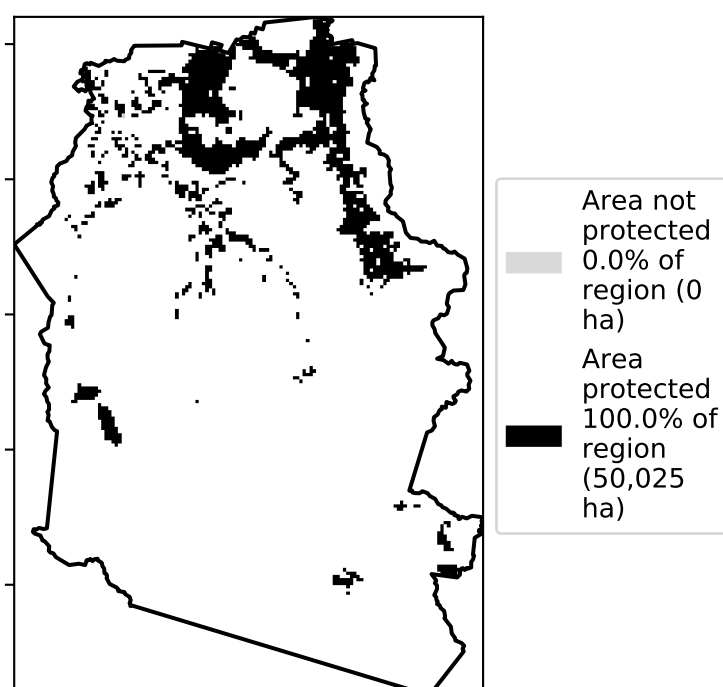 Area not
protected
0.0% of
region (0
ha)
Area
protected
100.0% of
region
(50,025
ha)